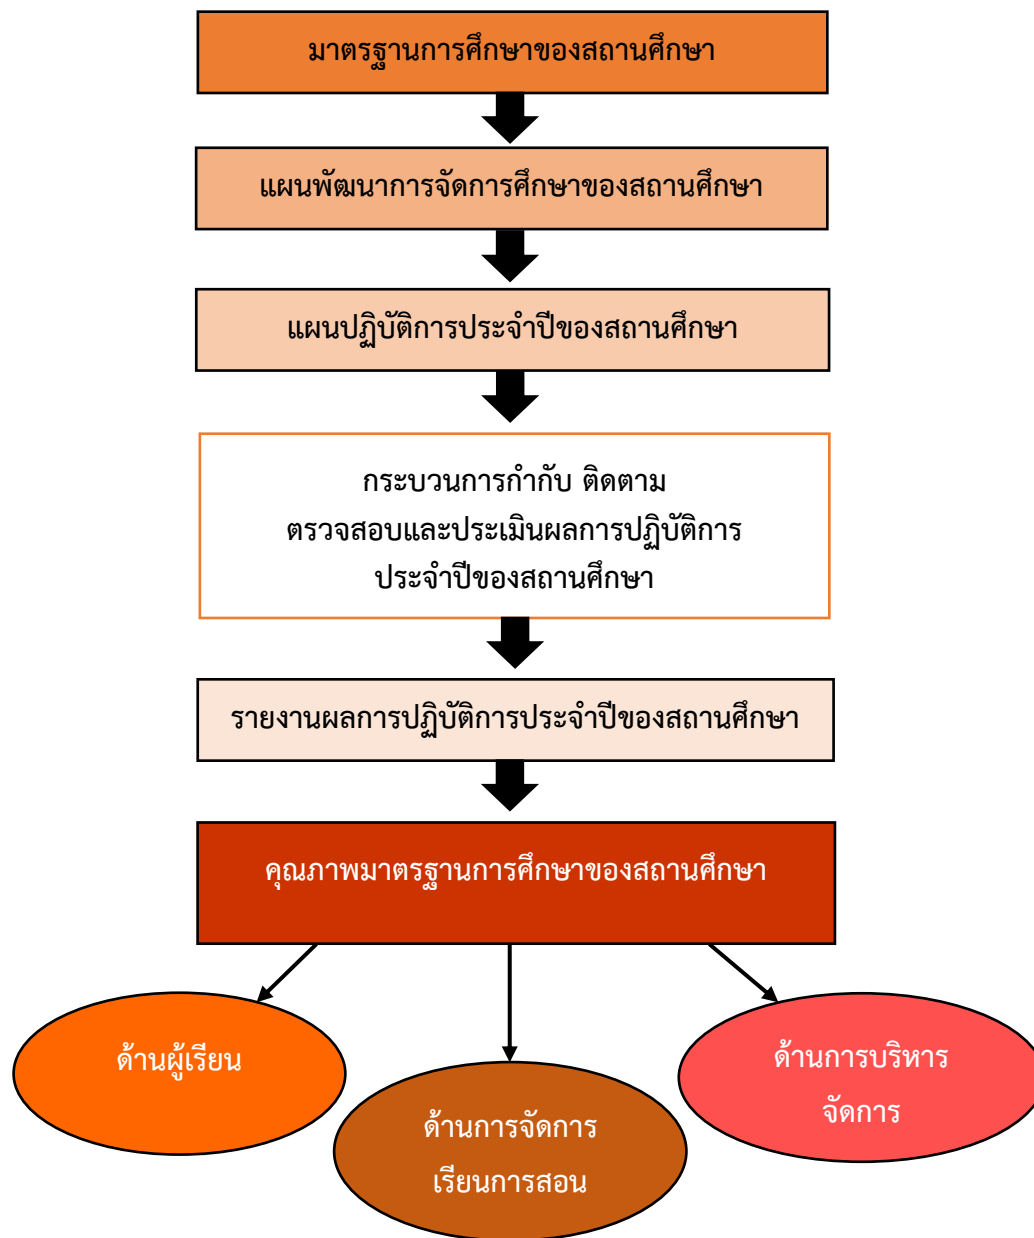 มาตรฐานการศึกษาของสถานศึกษา
แผนพัฒนาการจัดการศึกษาของสถานศึกษา
แผนปฏิบัติการประจำปีของสถานศึกษา
กระบวนการกำกับ ติดตาม
ตรวจสอบและประเมินผลการปฏิบัติการ
ประจำปีของสถานศึกษา
รายงานผลการปฏิบัติการประจำปีของสถานศึกษา
คุณภาพมาตรฐานการศึกษาของสถานศึกษา
ด้านผู้เรียน
ด้านการจัดการ
เรียนการสอน
ด้านการบริหาร
จัดการ